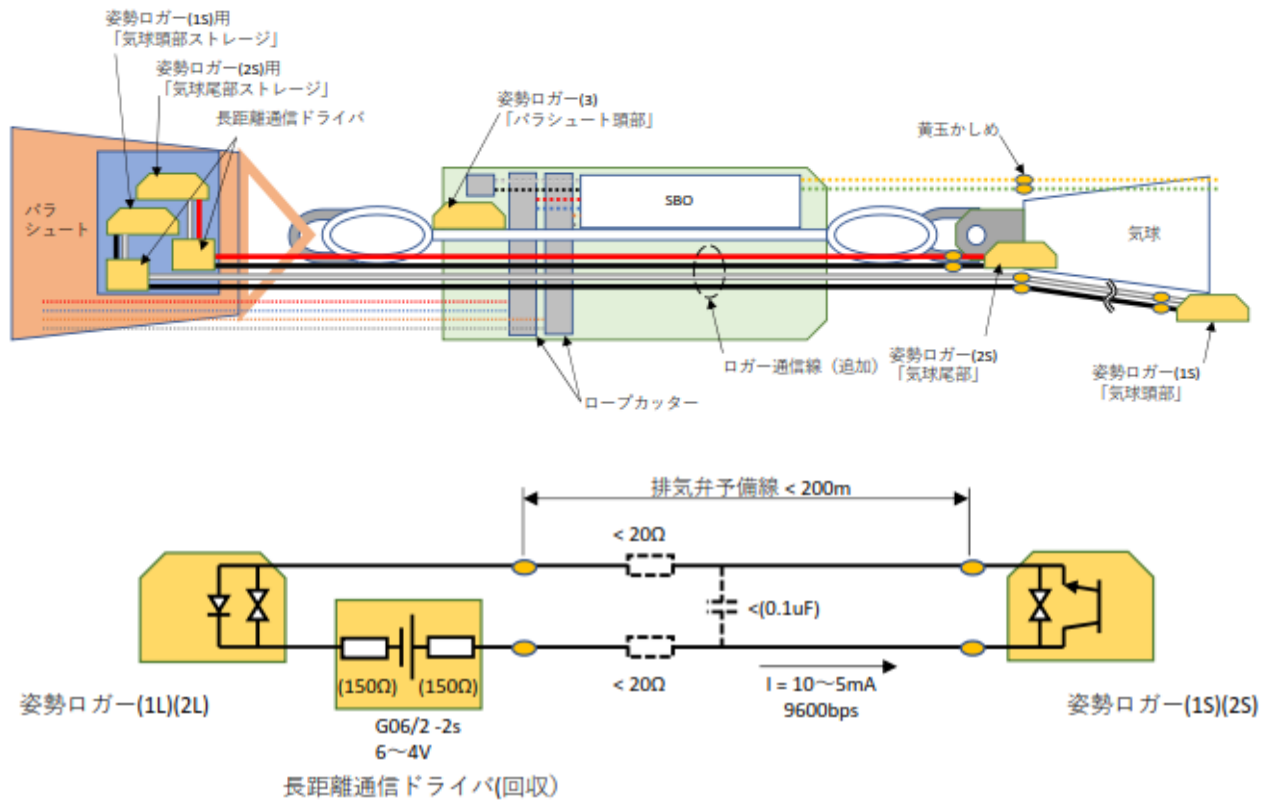 姿勢ロガー(1S)用
「気球頭部ストレージ」
姿勢ロガー(2S)用
「気球尾部ストレージ」
長距離通信ドライバ
姿勢ロガー(3)
「パラシュート頭部」
黄玉かしめ
パラ
シュート
SBO
気球
ロガー通信線（追加）
姿勢ロガー(2S)
「気球尾部」
姿勢ロガー(1S)
「気球頭部」
ロープカッター
排気弁予備線 < 200m
< 20Ω
<(0.1uF)
(150Ω)
(150Ω)
< 20Ω
I = 10～5mA
9600bps
姿勢ロガー(1L)(2L)
姿勢ロガー(1S)(2S)
G06/2 -2s
6～4V
長距離通信ドライバ(回収）